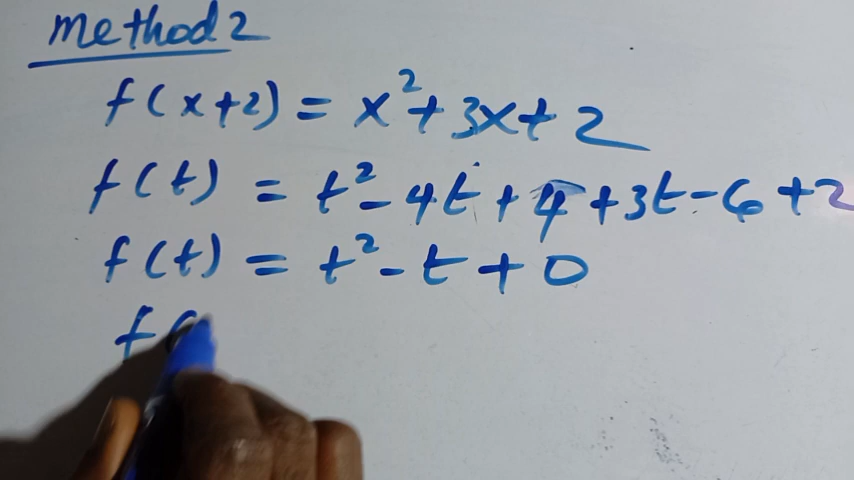 Method 2
f(x+2) = x²+3x+2
f(t) = t²-4t+4+3t-6+2
f(t) = t²-t+0
f(